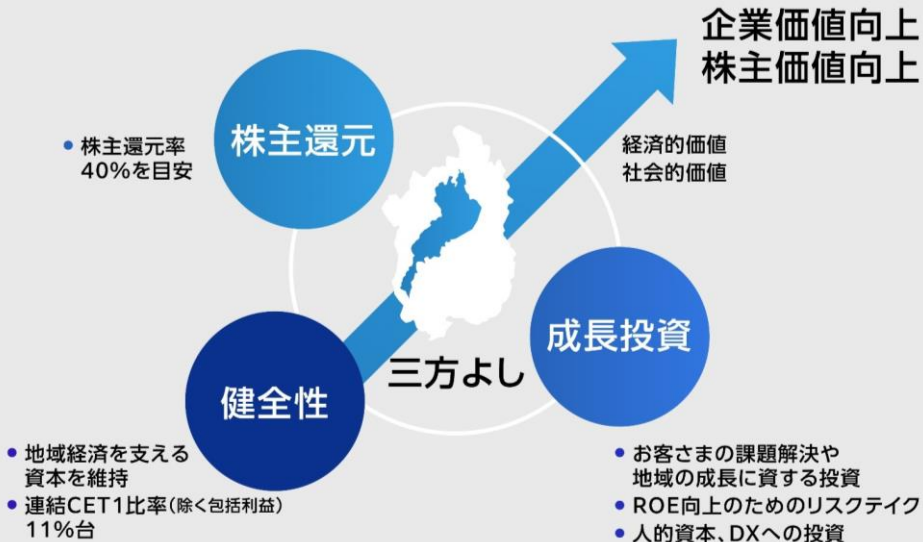 企業価値向上
株主価値向上
経済的価値
社会的価値
株主還元
• 株主還元率
40%を目安
成長投資
三方よし
健全性
• 地域経済を支える
資本を維持
• 連結CET1比率(除く包括利益)
11%台
• お客さまの課題解決や
地域の成長に資する投資
• ROE向上のためのリスクテイク
• 人的資本、DXへの投資